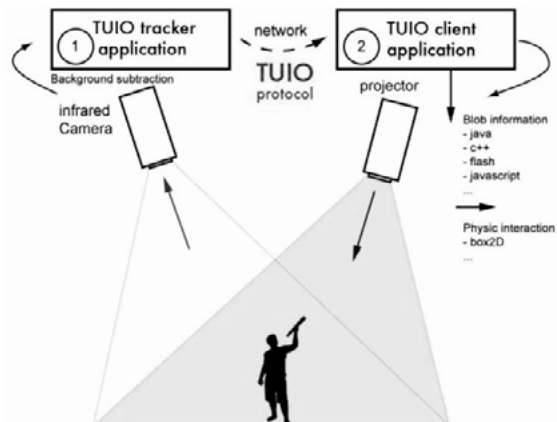 1
TUIO tracker
application
Background subtraction
infrared
Camera
network
TUIO
protocol
2
TUIO client
application
projector
Blob information
- java
- c++
- flash
- javascript
...
Physic interaction
- box2D
...